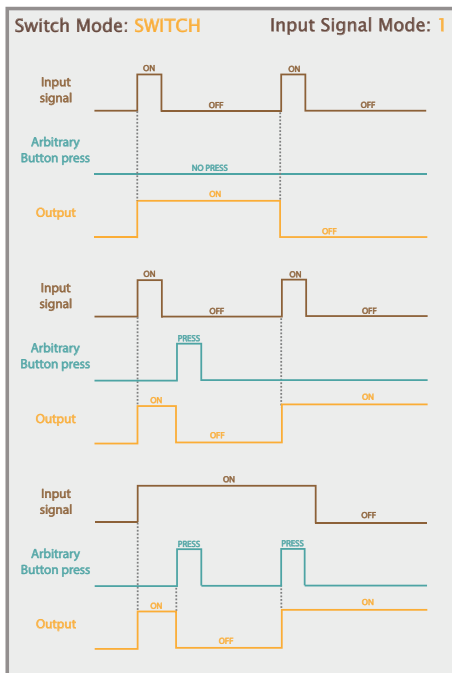 Switch Mode: SWITCH Input Signal Mode: 1
ON ON
Input
signal
OFF OFF
Arbitrary
Button press
NO PRESS
ON
Output
OFF
ON ON
Input
signal
OFF OFF
PRESS
Arbitrary
Button press
ON ON
Output
OFF
ON
Input
signal
OFF
PRESS PRESS
Arbitrary
Button press
ON ON
Output
OFF